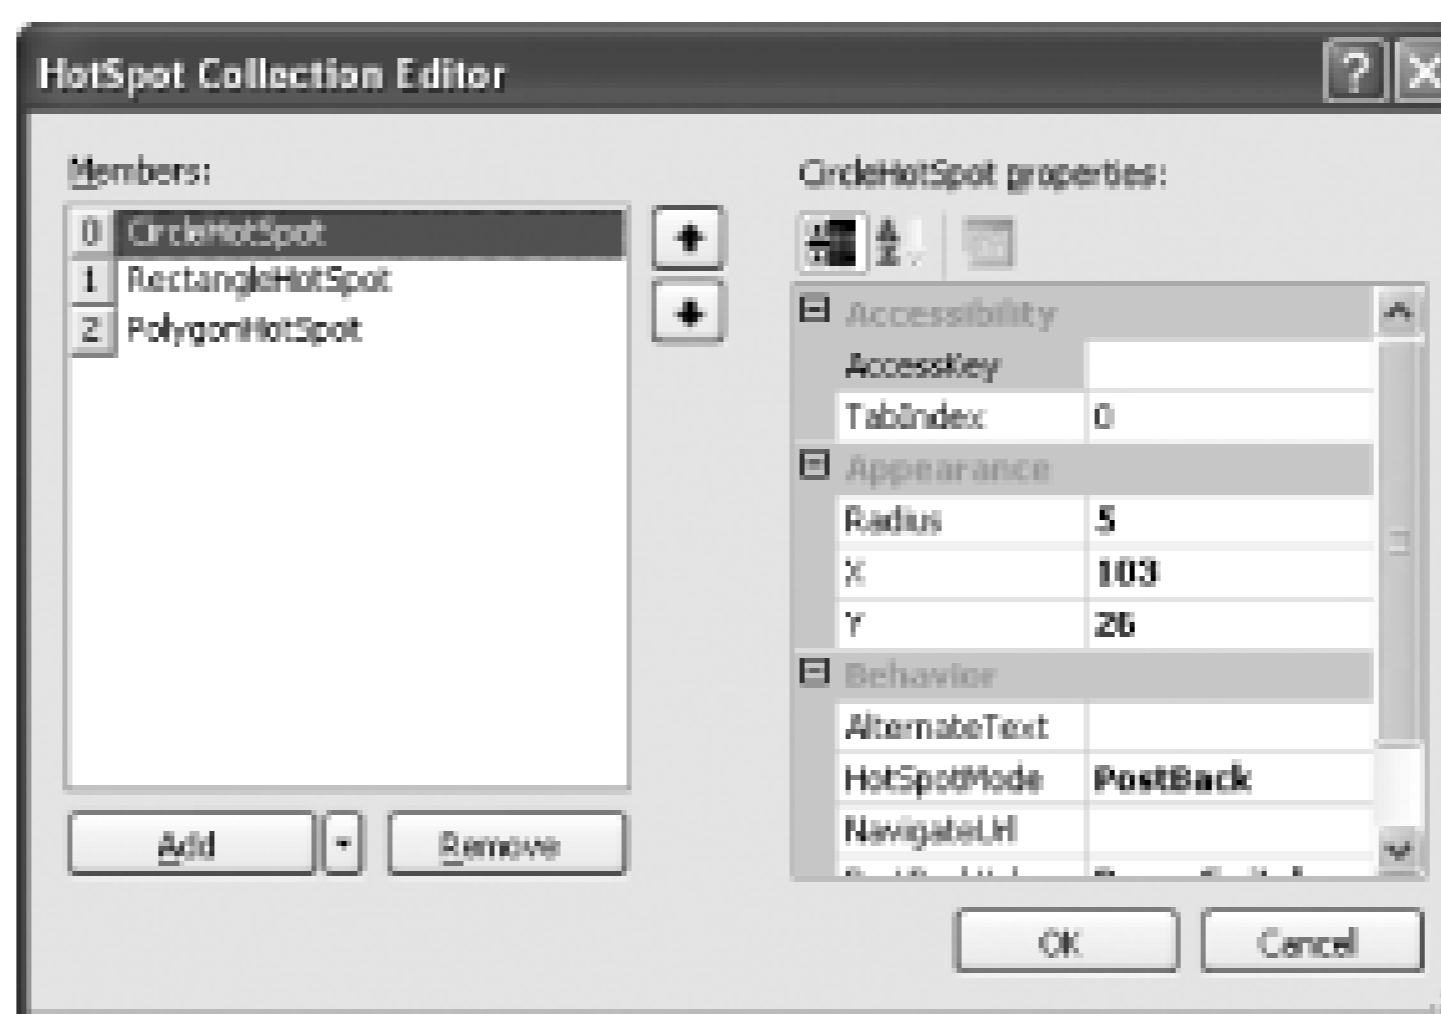 HotSpot Collection Editor
Members:
0 CircleHotSpot
1 RectangleHotSpot
2 PolygonHotSpot
Add
Remove
CircleHotSpot properties:
Accessibility
AccessKey
TabIndex 0
Appearance
Radius 5
X 103
Y 26
Behavior
AlternateText
HotSpotMode PostBack
NavigateUrl
OK
Cancel